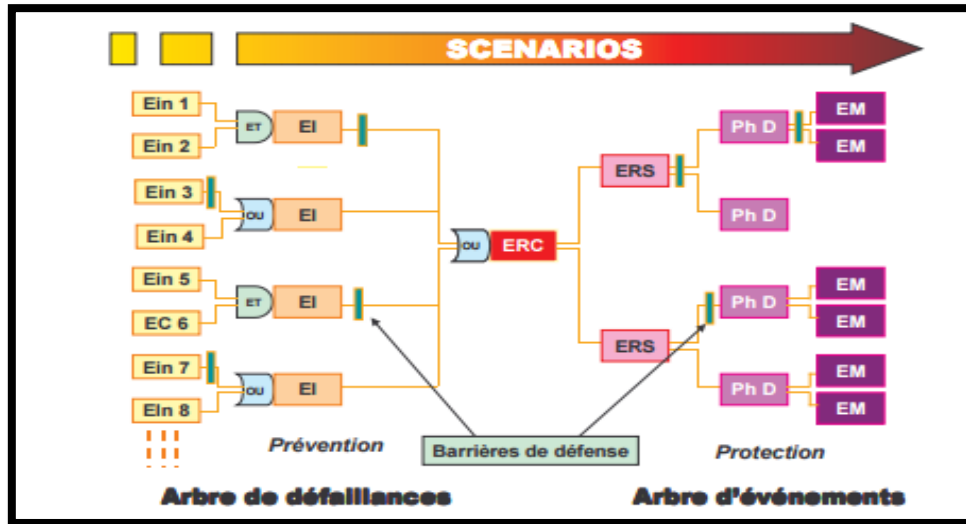 SCENARIOS
Ein 1
Ein 2
ET
EI
Ein 3
Ein 4
OU
EI
Ein 5
EC 6
ET
EI
Ein 7
EIn 8
OU
EI
OU
ERC
ERS
ERS
Ph D
Ph D
Ph D
Ph D
EM
EM
EM
EM
EM
EM
Prévention
Barrières de défense
Protection
Arbre de défaillances
Arbre d'événements